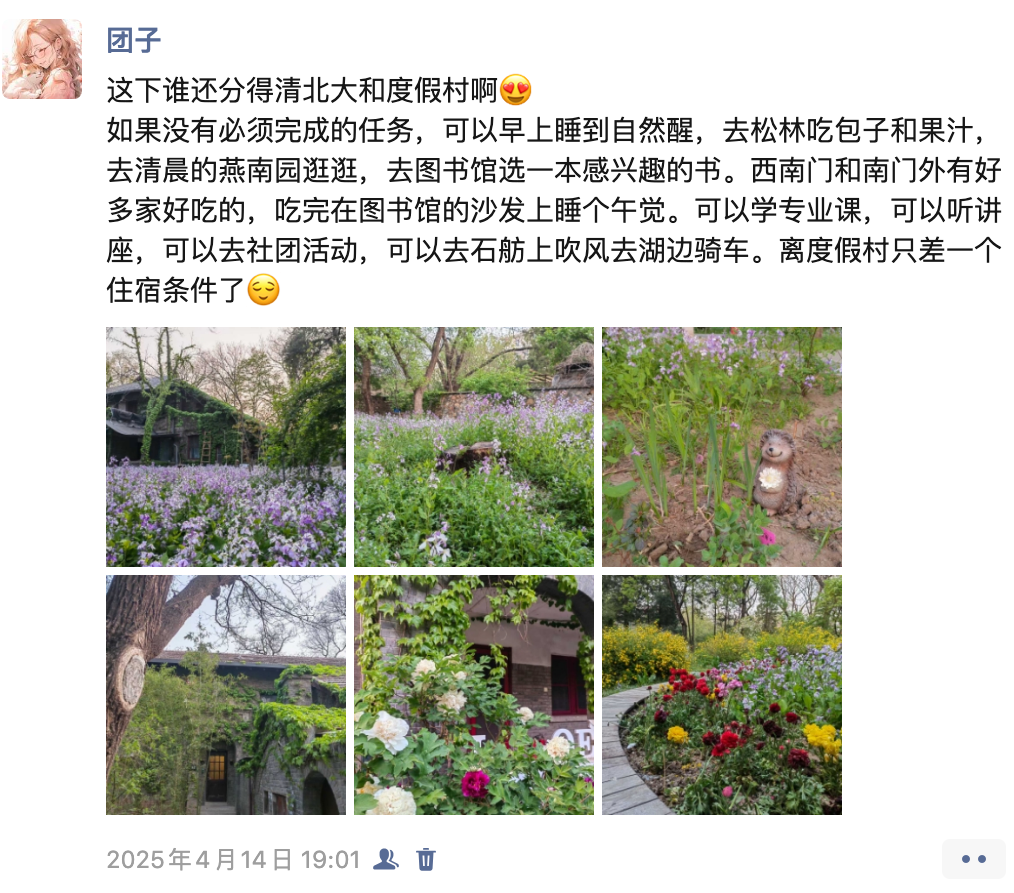 团子
这下谁还分得清北大和度假村啊😍
如果没有必须完成的任务，可以早上睡到自然醒，去松林吃包子和果汁，
去清晨的燕南园逛逛，去图书馆选一本感兴趣的书。西南门和南门外有好
多家好吃的，吃完在图书馆的沙发上睡个午觉。可以学专业课，可以听讲
座，可以去社团活动，可以去石舫上吹风去湖边骑车。离度假村只差一个
住宿条件了😌
2025年4月14日 19:01